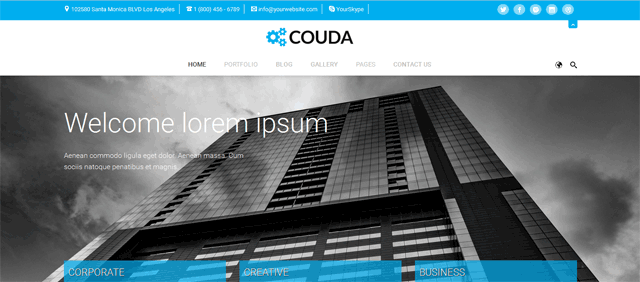 102580 Santa Monica BLVD Los Angeles
1 (800) 456 - 6789
info@yourwebsite.com
YourSkype
COUDA
HOME
PORTFOLIO
BLOG
GALLERY
PAGES
CONTACT US
Welcome lorem ipsum
Aenean commodo ligula eget dolor. Aenean massa. Cum
sociis natoque penatibus et magnis.
CORPORATE
CREATIVE
BUSINESS